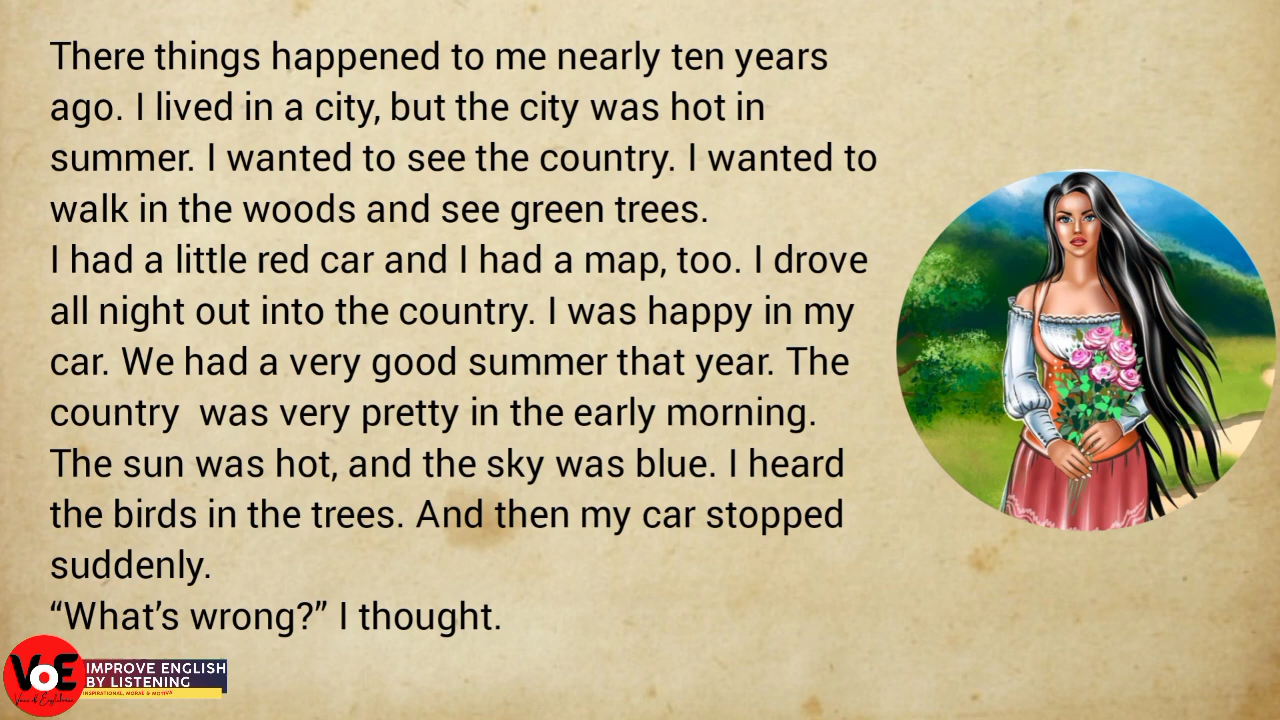 There things happened to me nearly ten years
ago. I lived in a city, but the city was hot in
summer. I wanted to see the country. I wanted to
walk in the woods and see green trees.
I had a little red car and I had a map, too. I drove
all night out into the country. I was happy in my
car. We had a very good summer that year. The
country  was very pretty in the early morning.
The sun was hot, and the sky was blue. I heard
the birds in the trees. And then my car stopped
suddenly.
“What’s wrong?” I thought.
VOE
IMPROVE ENGLISH
BY LISTENING
INSPIRATIONAL, MORAL &